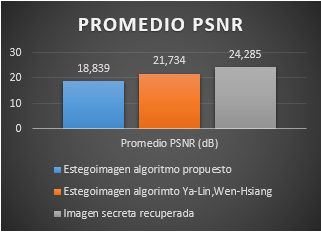 PROMEDIO PSNR
30
20
10
0
18,839
21,734
24,285
Promedio PSNR (dB)
Estegoimagen algoritmo propuesto
Estegoimagen algorimto Ya-Lin,Wen-Hsiang
Imagen secreta recuperada